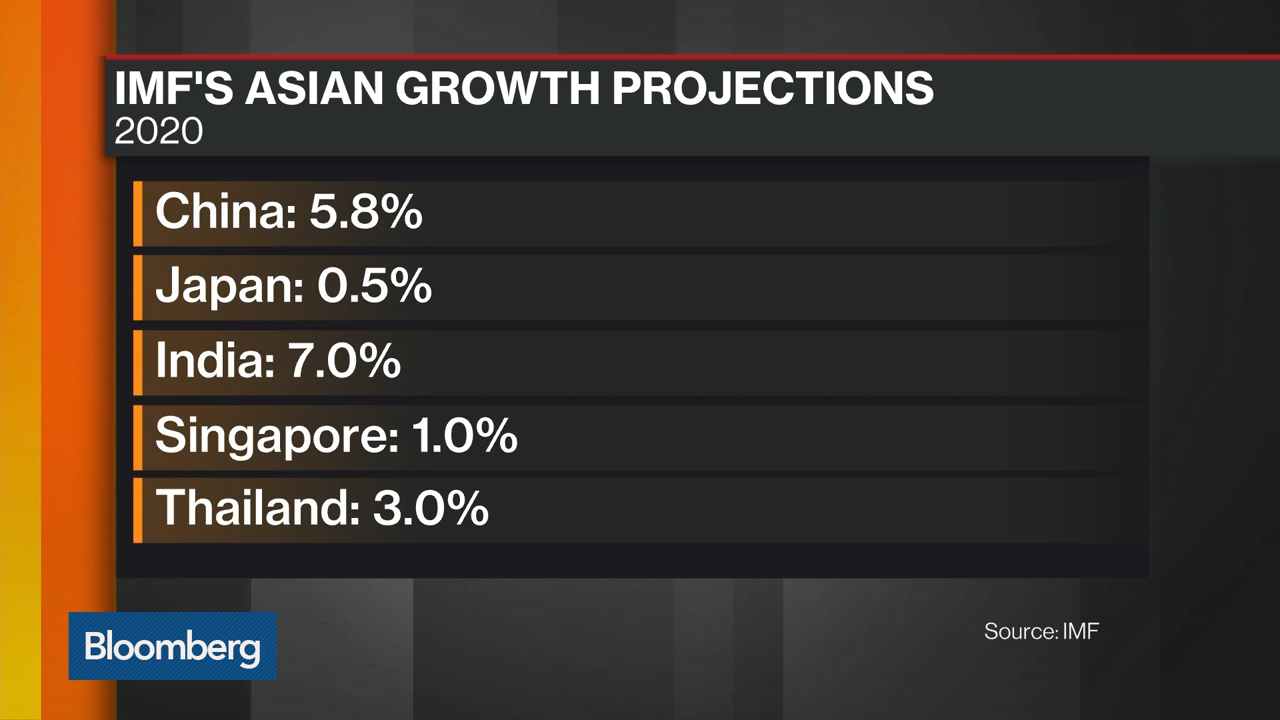 IMF'S ASIAN GROWTH PROJECTIONS
2020
China: 5.8%
Japan: 0.5%
India: 7.0%
Singapore: 1.0%
Thailand: 3.0%
Bloomberg
Source: IMF